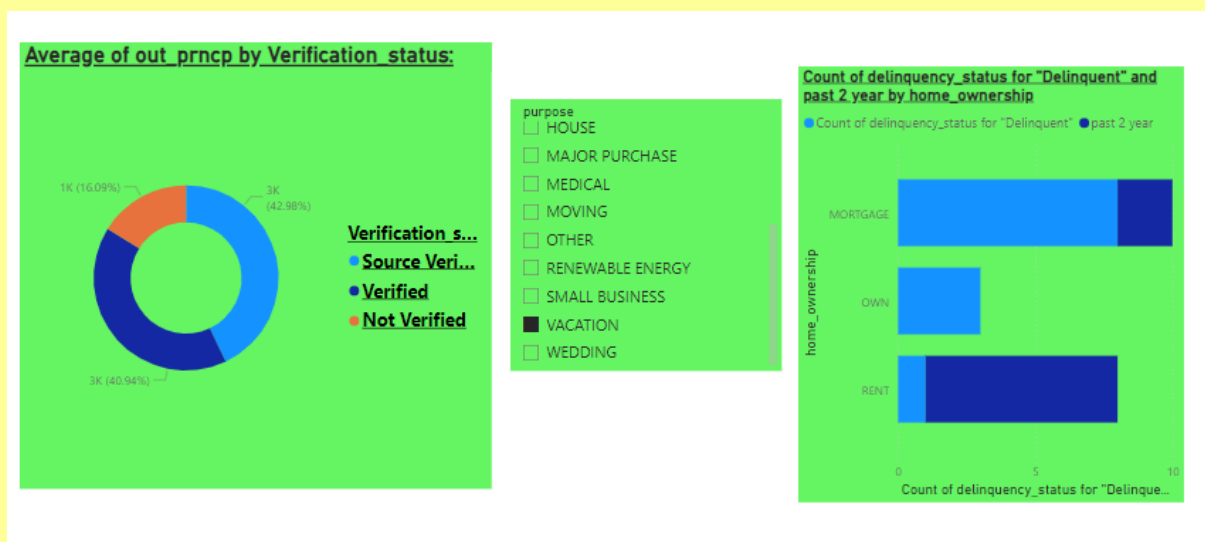 Average of out_prncp by Verification_status:
1K (16.09%)
3K
(42.98%)
3K (40.94%)
Verification_s...
Source Veri...
Verified
Not Verified
purpose
HOUSE
MAJOR PURCHASE
MEDICAL
MOVING
OTHER
RENEWABLE ENERGY
SMALL BUSINESS
VACATION
WEDDING
Count of delinquency_status for "Delinquent" and
past 2 year by home_ownership
Count of delinquency_status for "Delinquent" past 2 year
home_ownership
MORTGAGE
OWN
RENT
0 5 10
Count of delinquency_status for "Delinque...